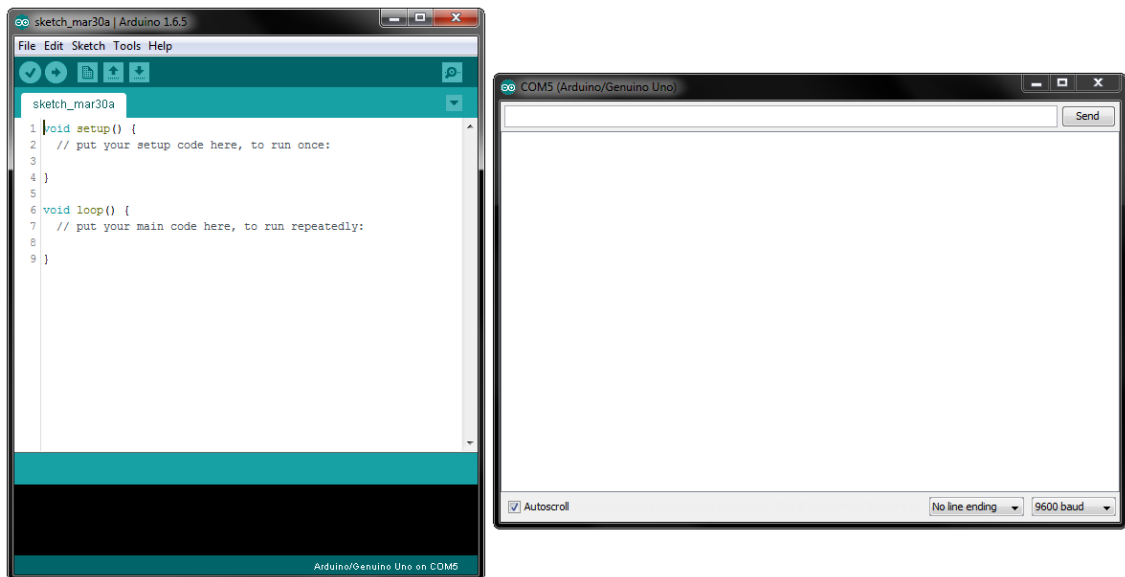 sketch_mar30a | Arduino 1.6.5
File Edit Sketch Tools Help
sketch_mar30a
1 void setup() {
2   // put your setup code here, to run once:
3
4 }
5
6 void loop() {
7   // put your main code here, to run repeatedly:
8
9 }
Arduino/Genuino Uno on COM5
COM5 (Arduino/Genuino Uno)
Send
Autoscroll
No line ending
9600 baud